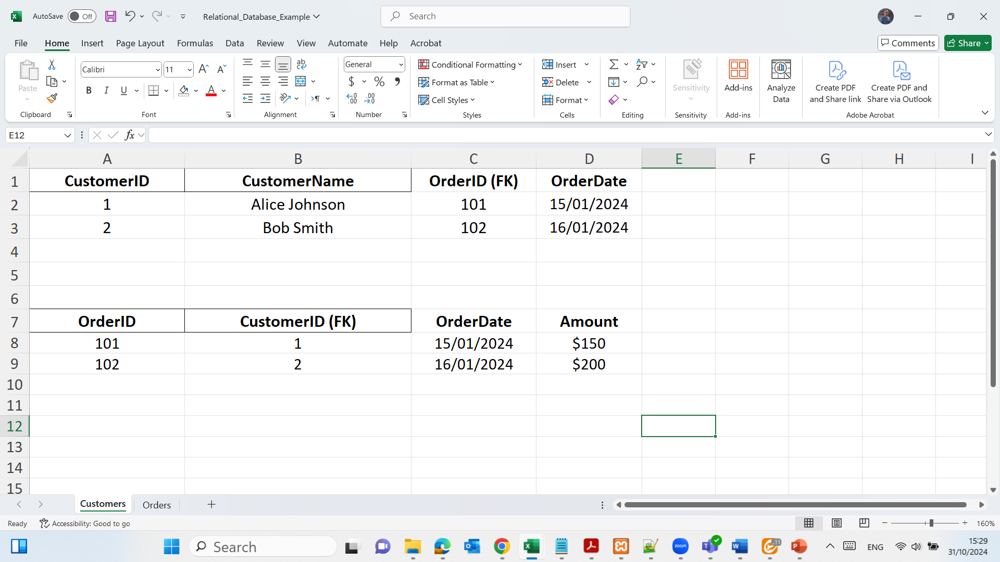 AutoSave Off Relational_Database_Example Search
File Home Insert Page Layout Formulas Data Review View Automate Help Acrobat Comments Share
Paste
Clipboard
Calibri 11
B I U A
Font
ab
Alignment
General
$ % ,
.00 .00
Number
Conditional Formatting
Format as Table
Cell Styles
Styles
Insert
Delete
Format
Cells
Editing
Sensitivity
Sensitivity
Add-ins
Add-ins
Analyze
Data
Create PDF
and Share link
Create PDF and
Share via Outlook
Adobe Acrobat
E12 fx
A B C D E F G H I
1 CustomerID CustomerName OrderID (FK) OrderDate
2 1 Alice Johnson 101 15/01/2024
3 2 Bob Smith 102 16/01/2024
4
5
6
7 OrderID CustomerID (FK) OrderDate Amount
8 101 1 15/01/2024 $150
9 102 2 16/01/2024 $200
10
11
12
13
14
15
Customers Orders
Ready Accessibility: Good to go 160%
Search zoom 11 ENG 15:29
31/10/2024